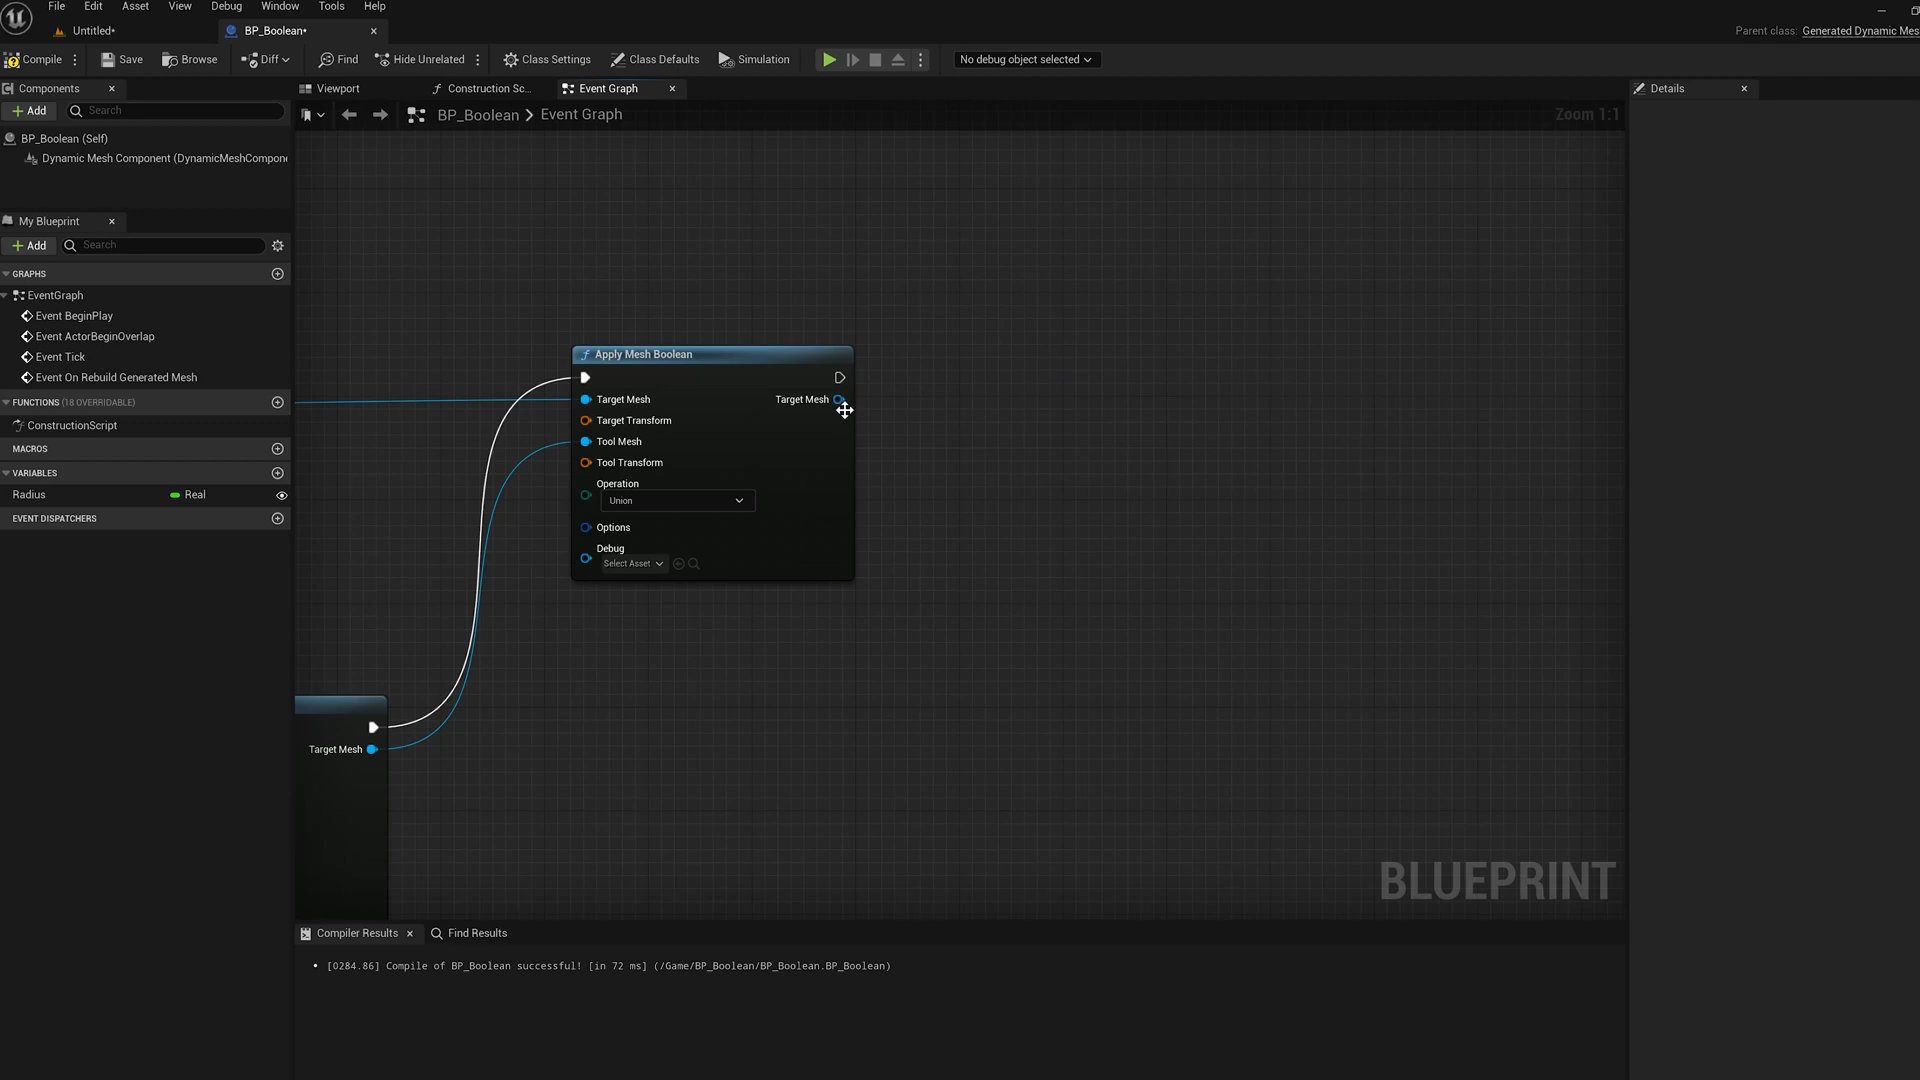 File Edit Asset View Debug Window Tools Help
Untitled•
BP_Boolean•
Parent class: Generated Dynamic Mes
Compile Save Browse Diff Find Hide Unrelated Class Settings Class Defaults Simulation No debug object selected
Components
Viewport Construction Sc... Event Graph
Details
Add Search
BP_Boolean > Event Graph
Zoom 1:1
BP_Boolean (Self)
Dynamic Mesh Component (DynamicMeshCompone
My Blueprint
Add Search
GRAPHS
EventGraph
Event BeginPlay
Event ActorBeginOverlap
Event Tick
Event On Rebuild Generated Mesh
FUNCTIONS (18 OVERRIDABLE)
ConstructionScript
MACROS
VARIABLES
Radius Real
EVENT DISPATCHERS
f Apply Mesh Boolean
Target Mesh Target Mesh
Target Transform
Tool Mesh
Tool Transform
Operation
Union
Options
Debug
Select Asset
Target Mesh
BLUEPRINT
Compiler Results Find Results
• [0284.86] Compile of BP_Boolean successful! [in 72 ms] (/Game/BP_Boolean/BP_Boolean.BP_Boolean)